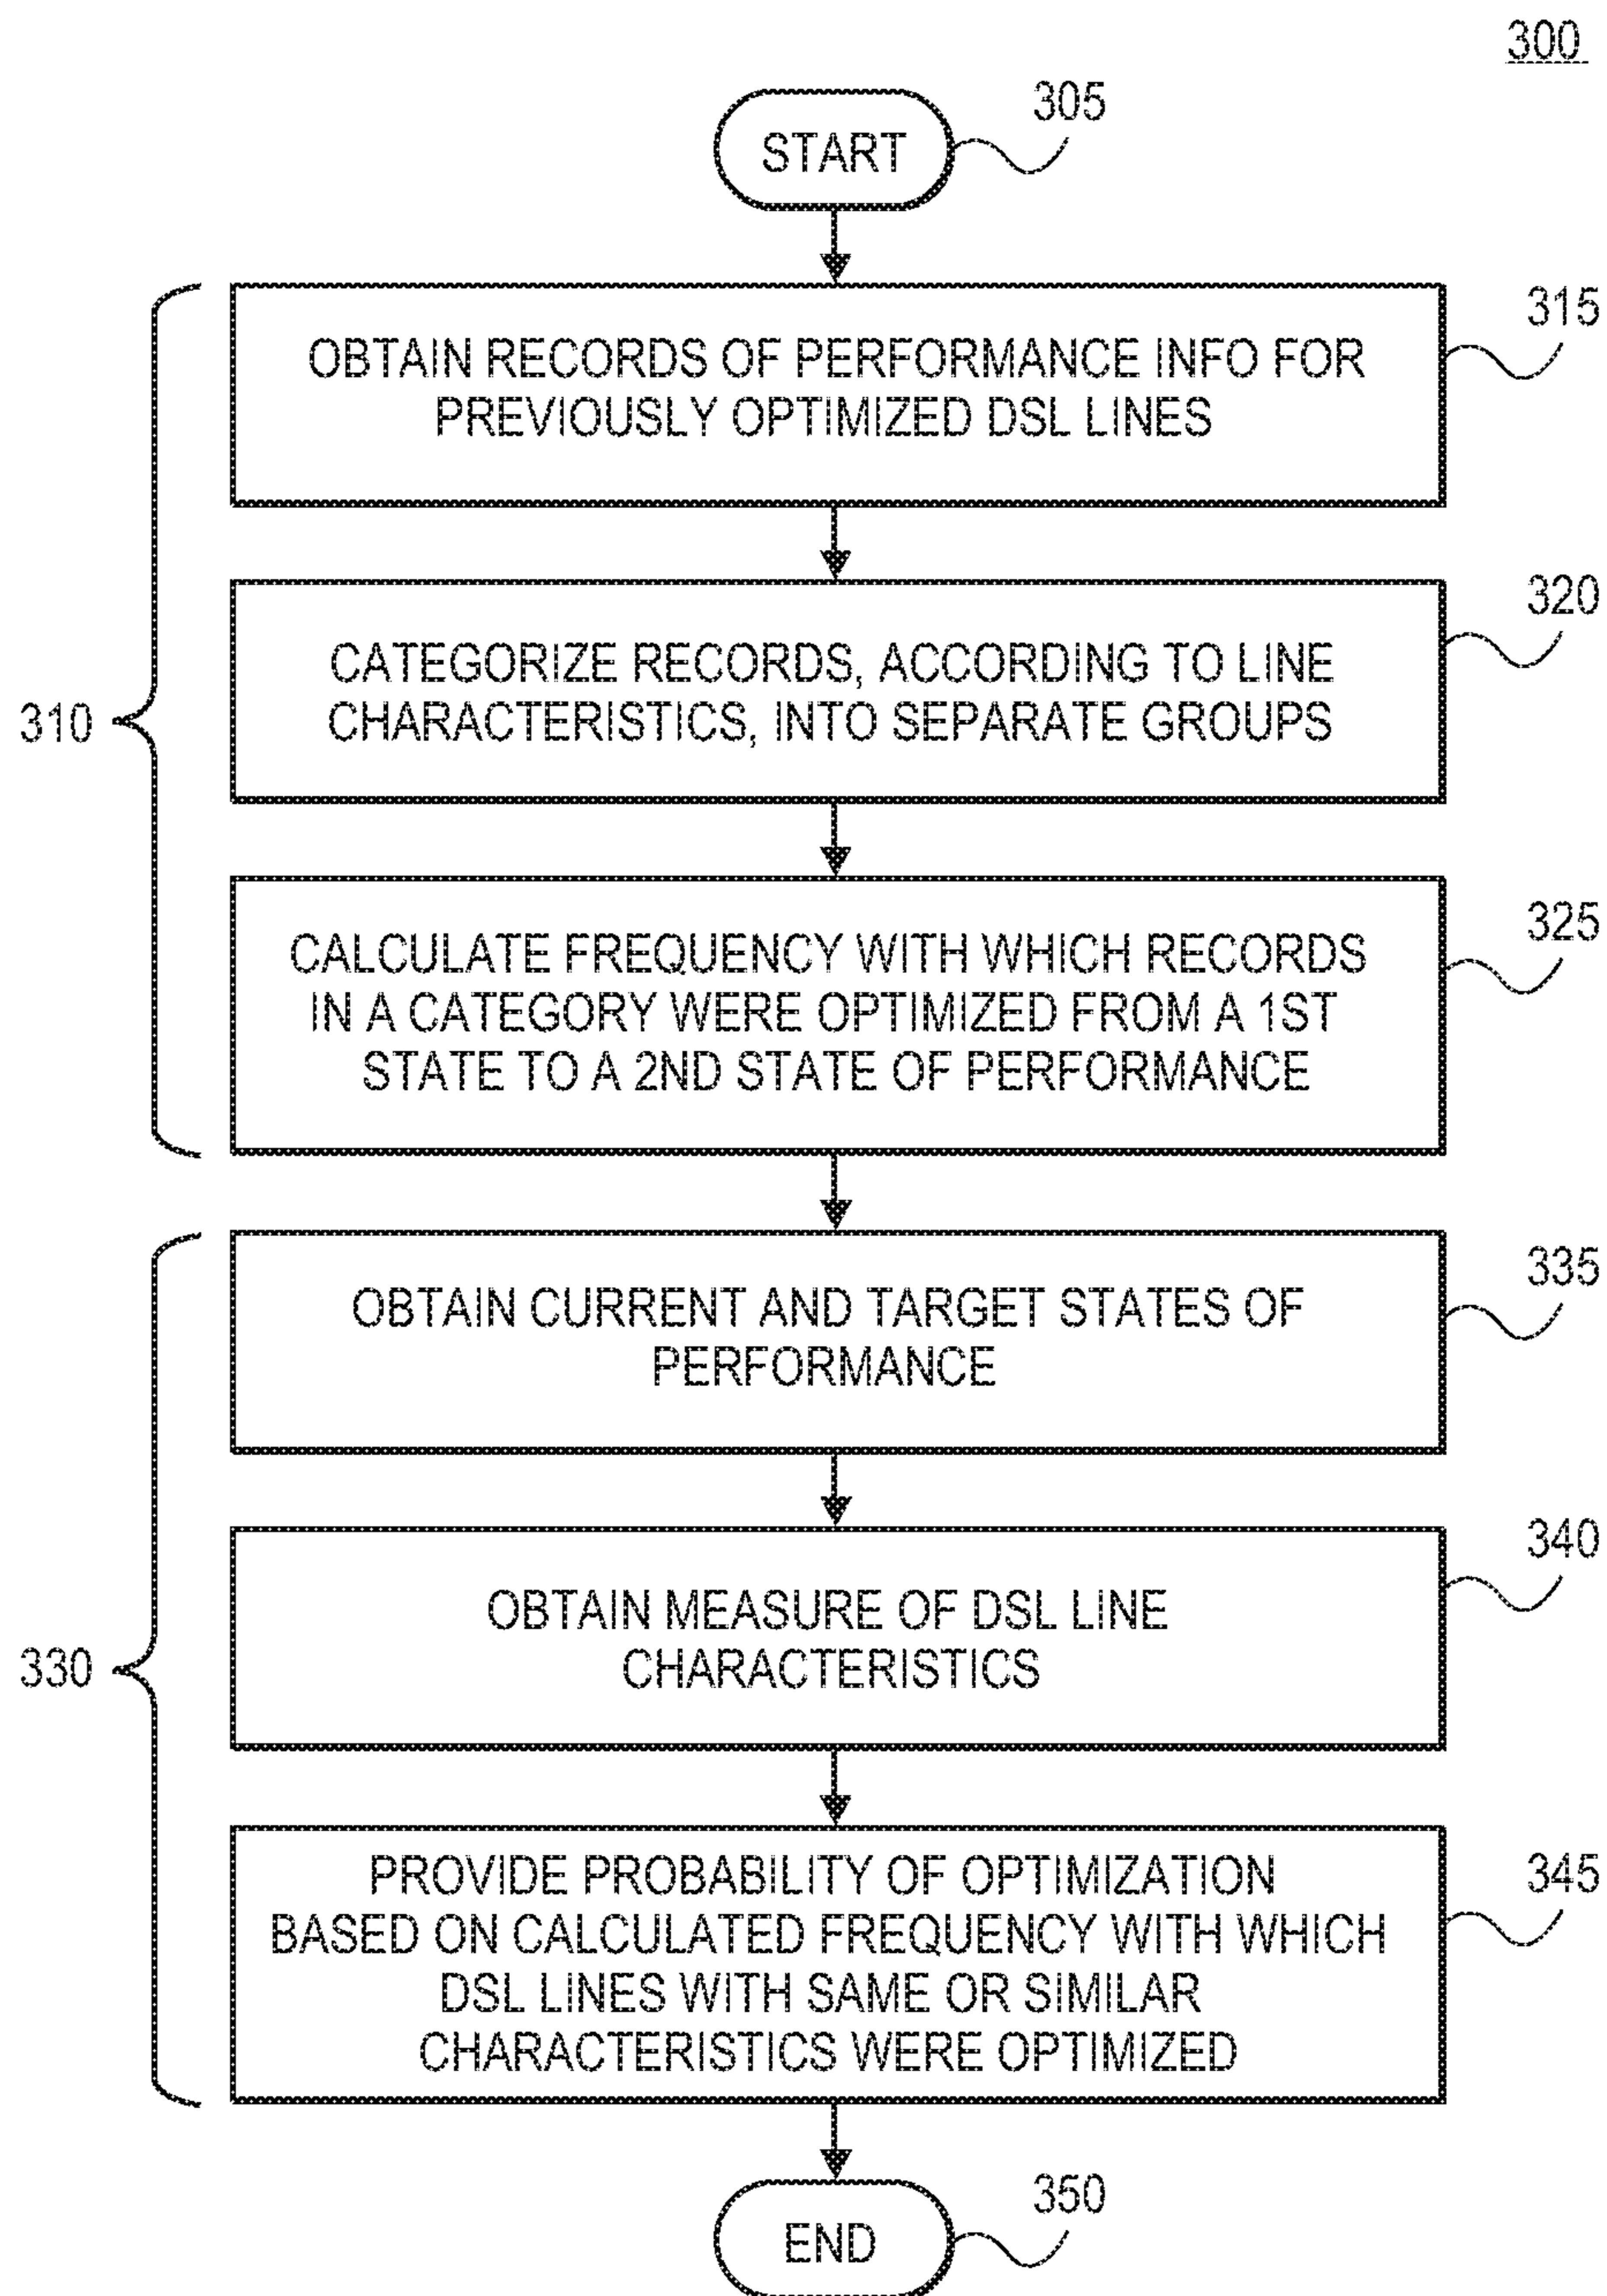 300
START
305
OBTAIN RECORDS OF PERFORMANCE INFO FOR
PREVIOUSLY OPTIMIZED DSL LINES
315
CATEGORIZE RECORDS, ACCORDING TO LINE
CHARACTERISTICS, INTO SEPARATE GROUPS
320
310
CALCULATE FREQUENCY WITH WHICH RECORDS
IN A CATEGORY WERE OPTIMIZED FROM A 1ST
STATE TO A 2ND STATE OF PERFORMANCE
325
OBTAIN CURRENT AND TARGET STATES OF
PERFORMANCE
335
OBTAIN MEASURE OF DSL LINE
CHARACTERISTICS
340
330
PROVIDE PROBABILITY OF OPTIMIZATION
BASED ON CALCULATED FREQUENCY WITH WHICH
DSL LINES WITH SAME OR SIMILAR
CHARACTERISTICS WERE OPTIMIZED
345
END
350